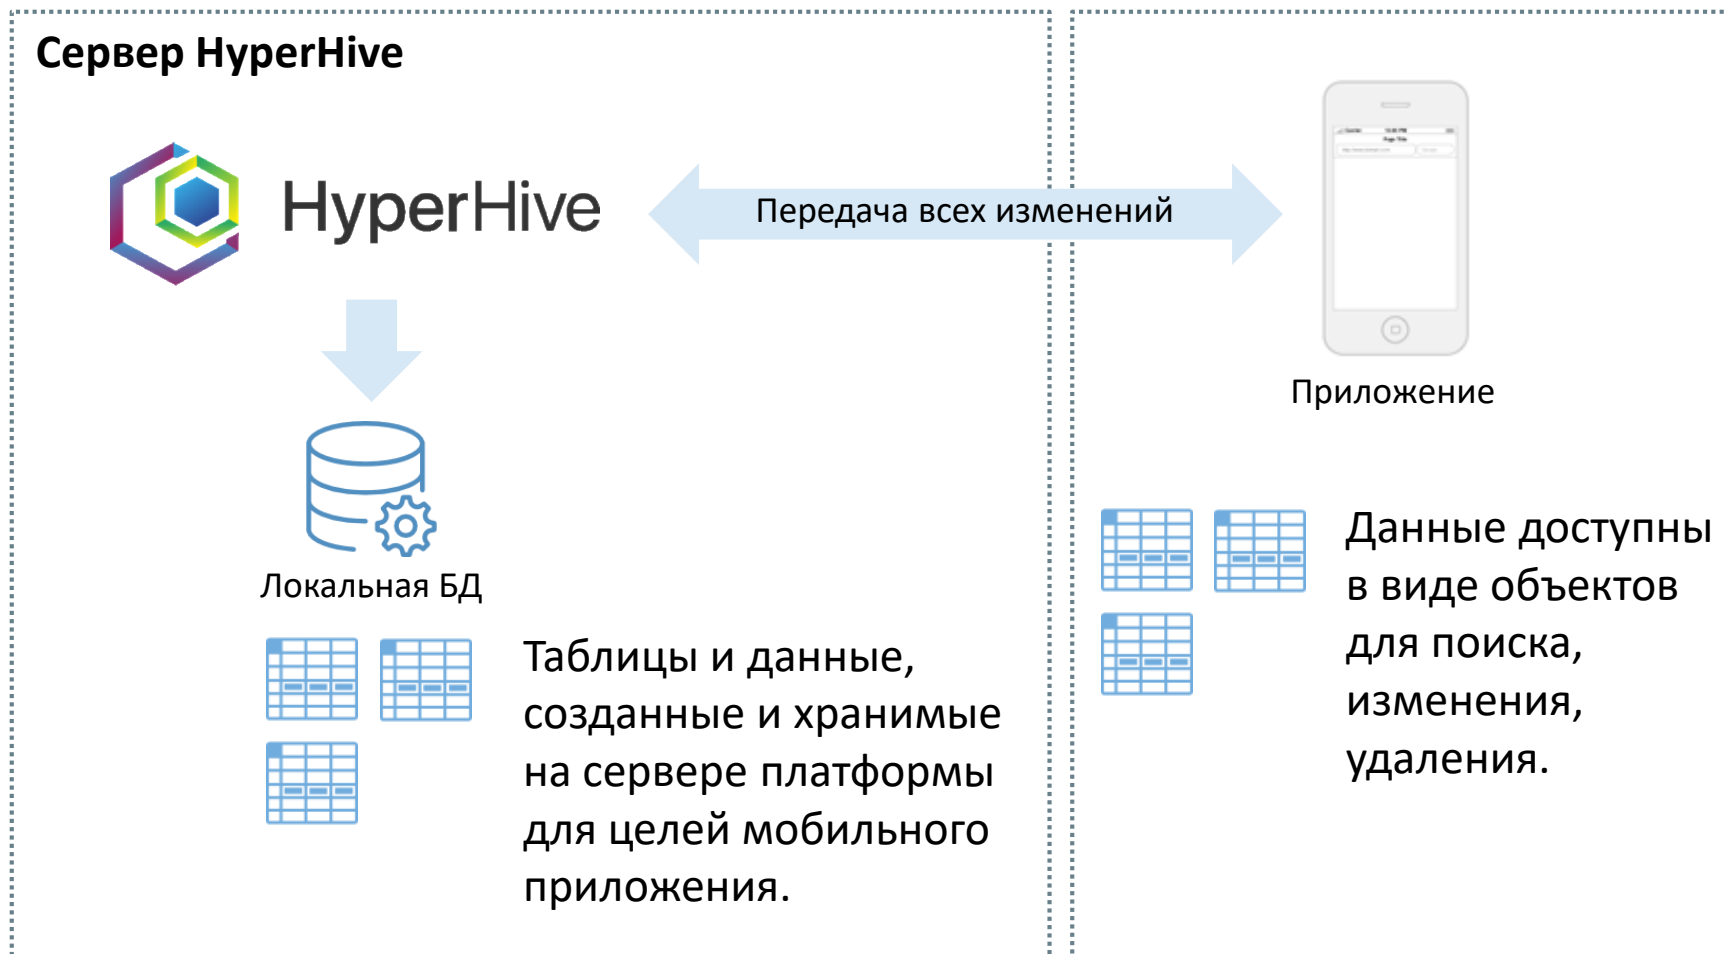 Сервер HyperHive
HyperHive
Передача всех изменений
Приложение
Локальная БД
Таблицы и данные,
созданные и хранимые
на сервере платформы
для целей мобильного
приложения.
Данные доступны
в виде объектов
для поиска,
изменения,
удаления.